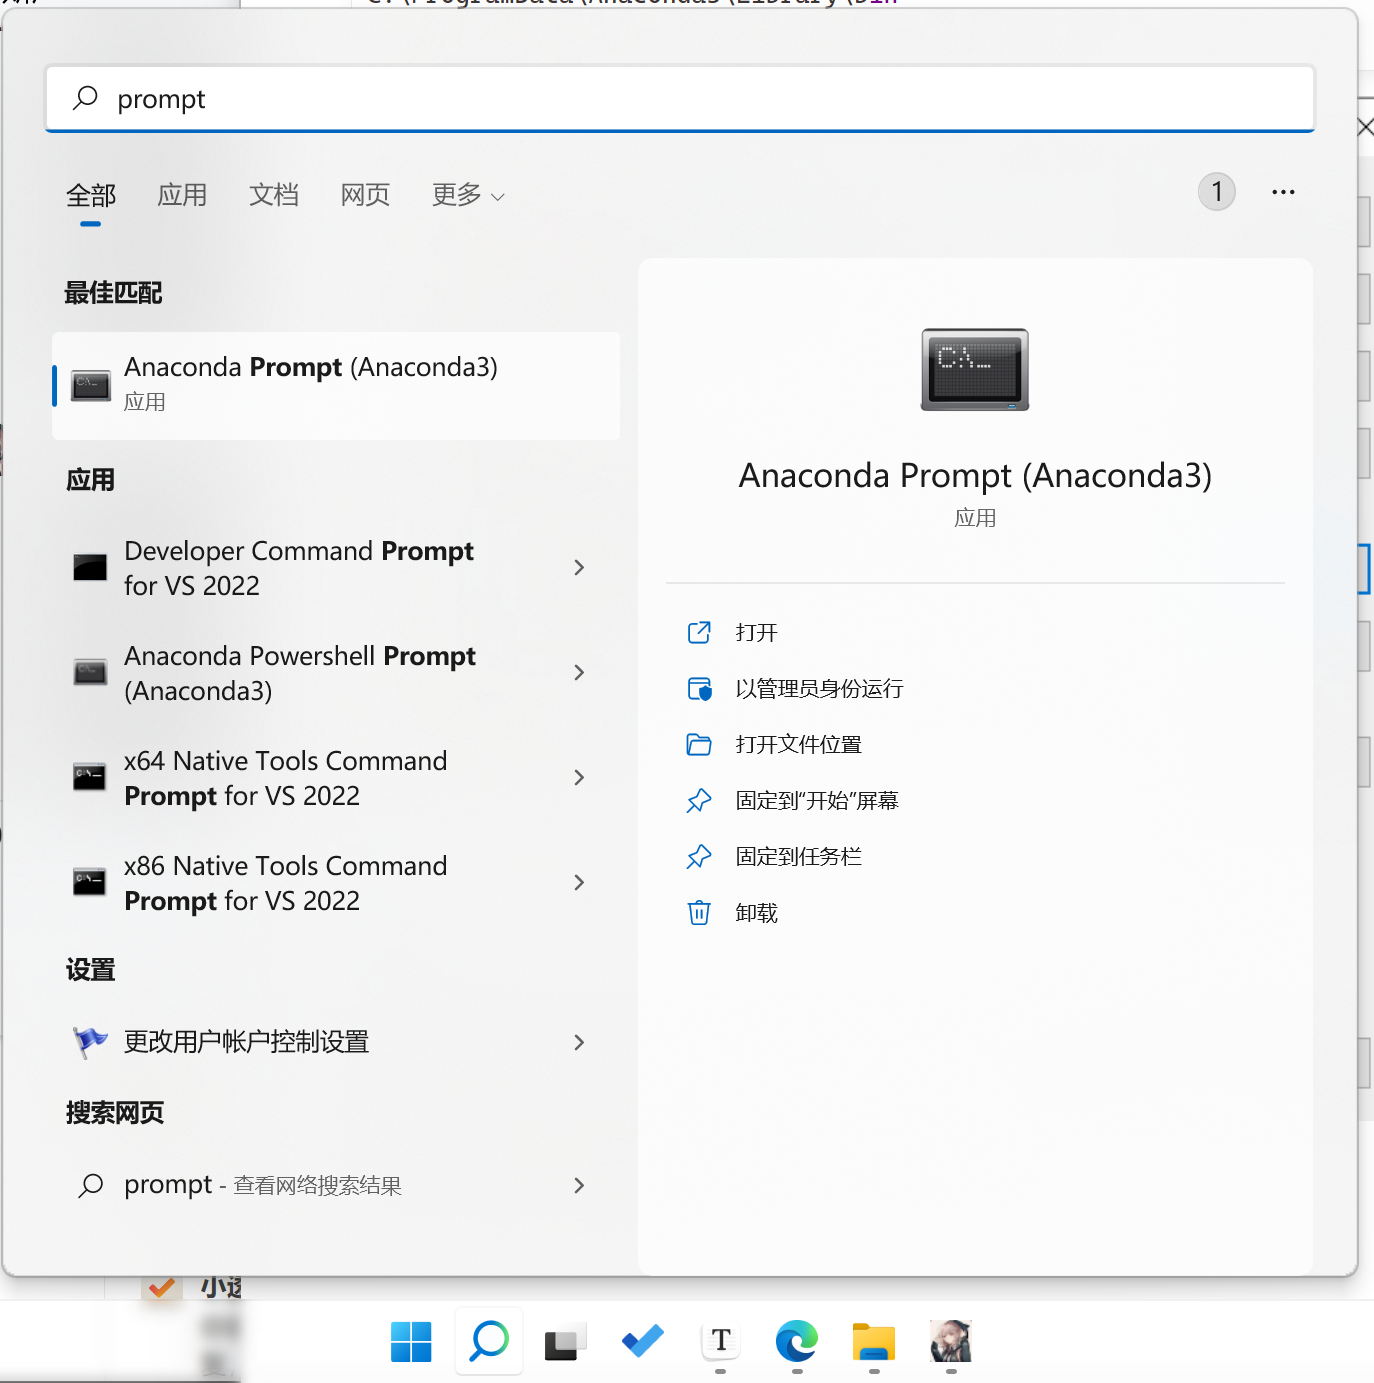 C:\ProgramData\Anaconda3\Library\bin
prompt
全部 应用 文档 网页 更多
1
最佳匹配
Anaconda Prompt (Anaconda3)
应用
应用
Developer Command Prompt
for VS 2022
Anaconda Powershell Prompt
(Anaconda3)
x64 Native Tools Command
Prompt for VS 2022
x86 Native Tools Command
Prompt for VS 2022
设置
更改用户帐户控制设置
搜索网页
prompt - 查看网络搜索结果
Anaconda Prompt (Anaconda3)
应用
打开
以管理员身份运行
打开文件位置
固定到“开始”屏幕
固定到任务栏
卸载
小
T